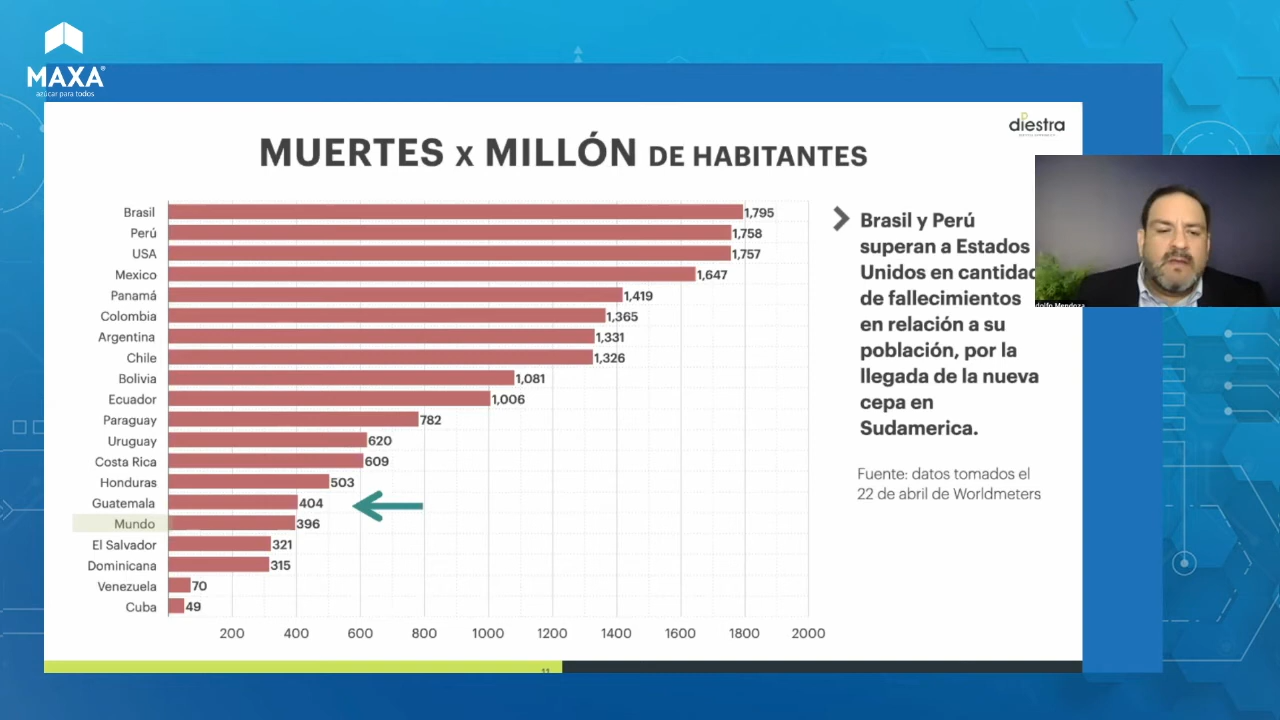 MAXA®
azúcar para todos
diestra
MUERTES x MILLÓN DE HABITANTES
Brasil 1,795
Perú 1,758
USA 1,757
Mexico 1,647
Panamá 1,419
Colombia 1,365
Argentina 1,331
Chile 1,326
Bolivia 1,081
Ecuador 1,006
Paraguay 782
Uruguay 620
Costa Rica 609
Honduras 503
Guatemala 404
Mundo 396
El Salvador 321
Dominicana 315
Venezuela 70
Cuba 49
200 400 600 800 1000 1200 1400 1600 1800 2000
Brasil y Perú
superan a Estados
Unidos en cantidad
de fallecimientos
en relación a su
población, por la
llegada de la nueva
cepa en
Sudamerica.
Fuente: datos tomados el
22 de abril de Worldmeters
dolfo Mendoza
11